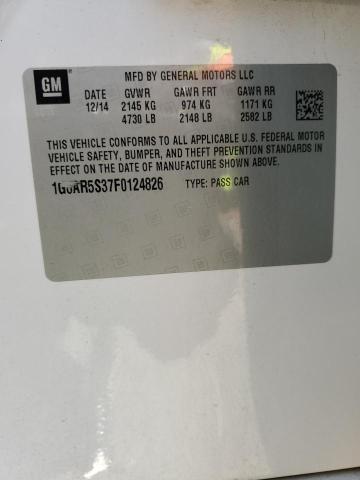 GM
MFD BY GENERAL MOTORS LLC
DATE GVWR GAWR FRT GAWR RR
12/14 2145 KG 974 KG 1171 KG
4730 LB 2148 LB 2582 LB
THIS VEHICLE CONFORMS TO ALL APPLICABLE U.S. FEDERAL MOTOR
VEHICLE SAFETY, BUMPER, AND THEFT PREVENTION STANDARDS IN
EFFECT ON THE DATE OF MANUFACTURE SHOWN ABOVE.
1G6AR5S37F0124826 TYPE: PASS CAR